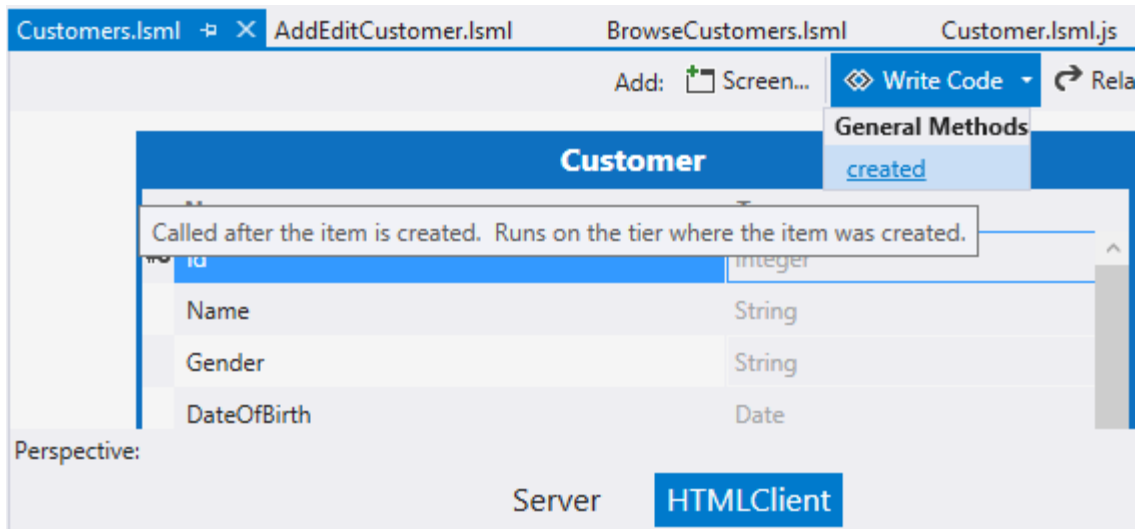 Customers.lsml AddEditCustomer.lsml BrowseCustomers.lsml Customer.lsml.js
Add: Screen... Write Code Rela
General Methods
created
Customer
Called after the item is created. Runs on the tier where the item was created.
Id Integer
Name String
Gender String
DateOfBirth Date
Perspective:
Server HTMLClient